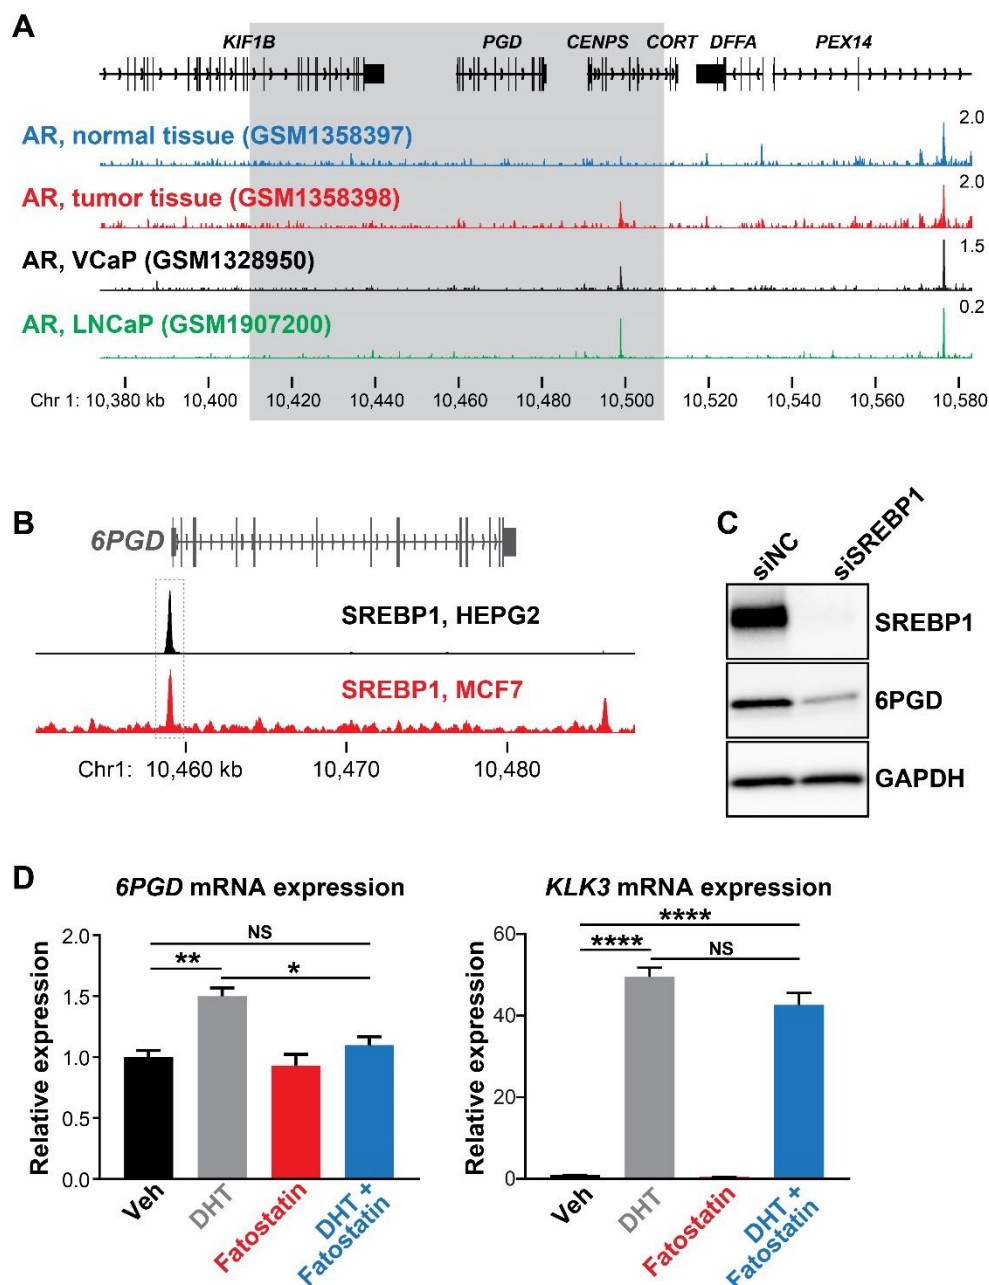 A
KIF1B PGD CENPS CORT DFFA PEX14
AR, normal tissue (GSM1358397) 2.0
AR, tumor tissue (GSM1358398) 2.0
AR, VCaP (GSM1328950) 1.5
AR, LNCaP (GSM1907200) 0.2
Chr 1: 10,380 kb 10,400 10,420 10,440 10,460 10,480 10,500 10,520 10,540 10,560 10,580
B
6PGD
SREBP1, HEPG2
SREBP1, MCF7
Chr1: 10,460 kb 10,470 10,480
C
siNC siSREBP1
SREBP1
6PGD
GAPDH
D
6PGD mRNA expression
Relative expression
2.0
1.5
1.0
0.5
0.0
NS
** *
Veh DHT Fatostatin DHT +
Fatostatin
KLK3 mRNA expression
Relative expression
60
40
20
0
****
**** NS
Veh DHT Fatostatin DHT +
Fatostatin